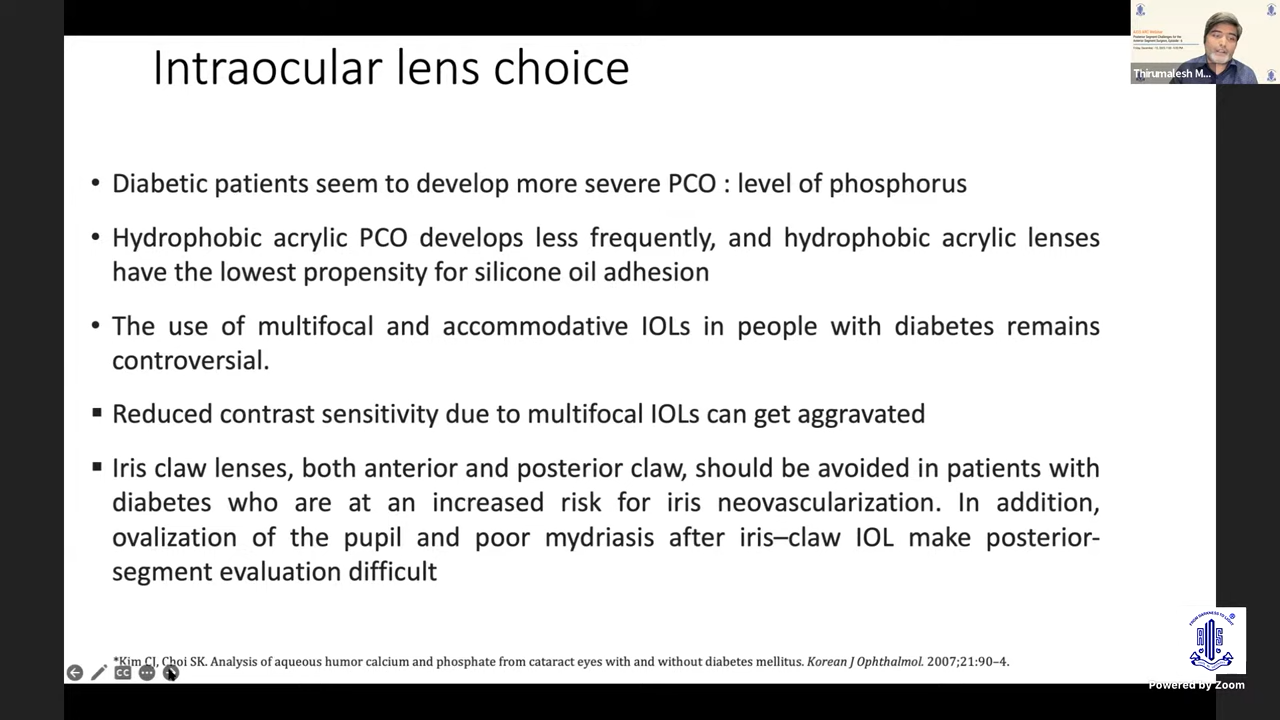 Intraocular lens choice
• Diabetic patients seem to develop more severe PCO : level of phosphorus
• Hydrophobic acrylic PCO develops less frequently, and hydrophobic acrylic lenses
have the lowest propensity for silicone oil adhesion
• The use of multifocal and accommodative IOLs in people with diabetes remains
controversial.
▪ Reduced contrast sensitivity due to multifocal IOLs can get aggravated
▪ Iris claw lenses, both anterior and posterior claw, should be avoided in patients with
diabetes who are at an increased risk for iris neovascularization. In addition,
ovalization of the pupil and poor mydriasis after iris–claw IOL make posterior-
segment evaluation difficult
*Kim CJ, Choi SK. Analysis of aqueous humor calcium and phosphate from cataract eyes with and without diabetes mellitus. Korean J Ophthalmol. 2007;21:90–4.
CC
Thirumalesh M...
Powered by Zoom